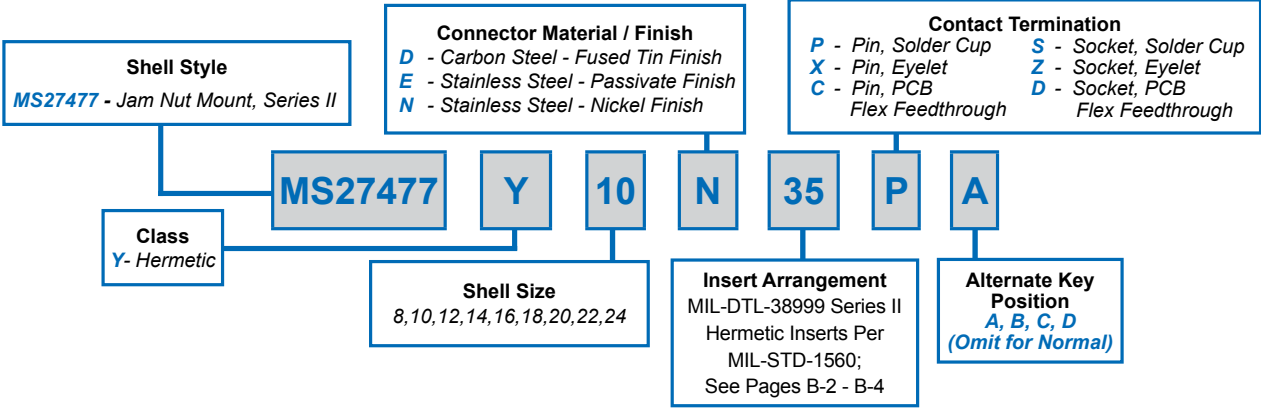 Shell Style
MS27477 - Jam Nut Mount, Series II
Connector Material / Finish
D - Carbon Steel - Fused Tin Finish
E - Stainless Steel - Passivate Finish
N - Stainless Steel - Nickel Finish
Contact Termination
P - Pin, Solder Cup
X - Pin, Eyelet
C - Pin, PCB
Flex Feedthrough
S - Socket, Solder Cup
Z - Socket, Eyelet
D - Socket, PCB
Flex Feedthrough
MS27477 Y 10 N 35 P A
Class
Y- Hermetic
Shell Size
8,10,12,14,16,18,20,22,24
Insert Arrangement
MIL-DTL-38999 Series II
Hermetic Inserts Per
MIL-STD-1560;
See Pages B-2 - B-4
Alternate Key
Position
A, B, C, D
(Omit for Normal)